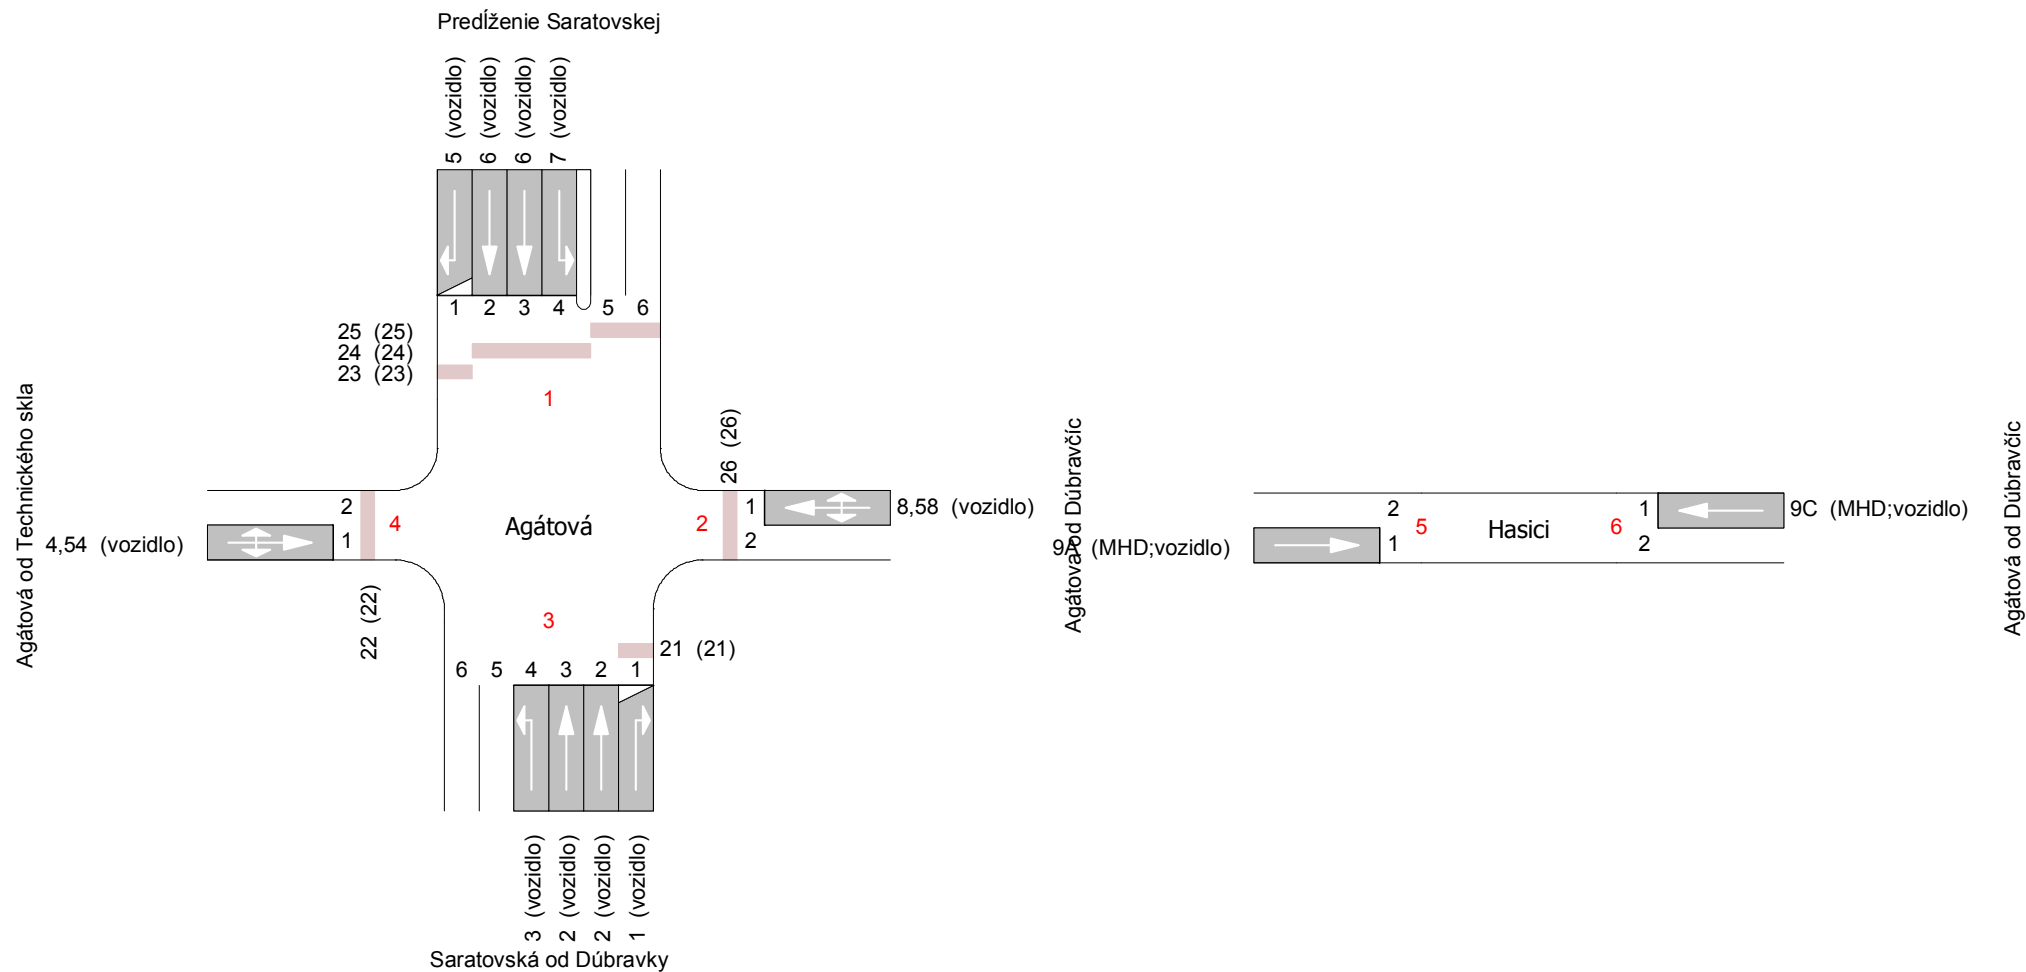 Predĺženie Saratovskej
5 (vozidlo)
6 (vozidlo)
6 (vozidlo)
7 (vozidlo)
1 2 3 4 5 6
25 (25)
24 (24)
23 (23)
1
Agátová od Technického skla
4,54 (vozidlo)
2
1
4
22 (22)
Agátová
2
26 (26)
1
2
8,58 (vozidlo)
3
21 (21)
6 5 4 3 2 1
3 (vozidlo)
2 (vozidlo)
2 (vozidlo)
1 (vozidlo)
Saratovská od Dúbravky
Agátová od Dúbravčíc
9A (MHD;vozidlo)
2
1
5
Hasici
6
1
2
9C (MHD;vozidlo)
Agátová od Dúbravčíc